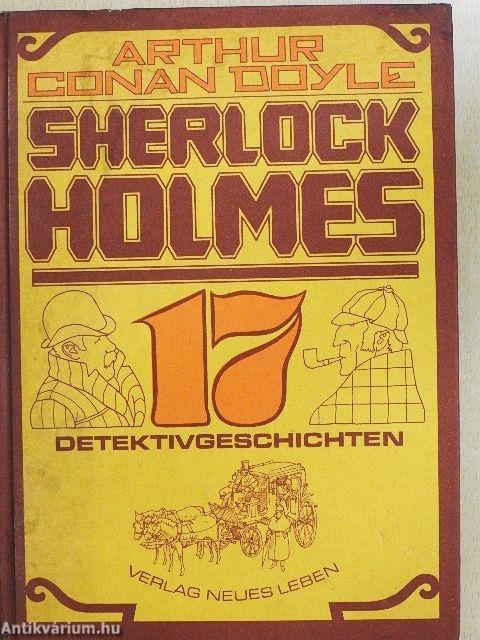 ARTHUR
CONAN DOYLE
SHERLOCK
HOLMES
17
DETEKTIVGESCHICHTEN
VERLAG NEUES LEBEN
Antikvárium.hu